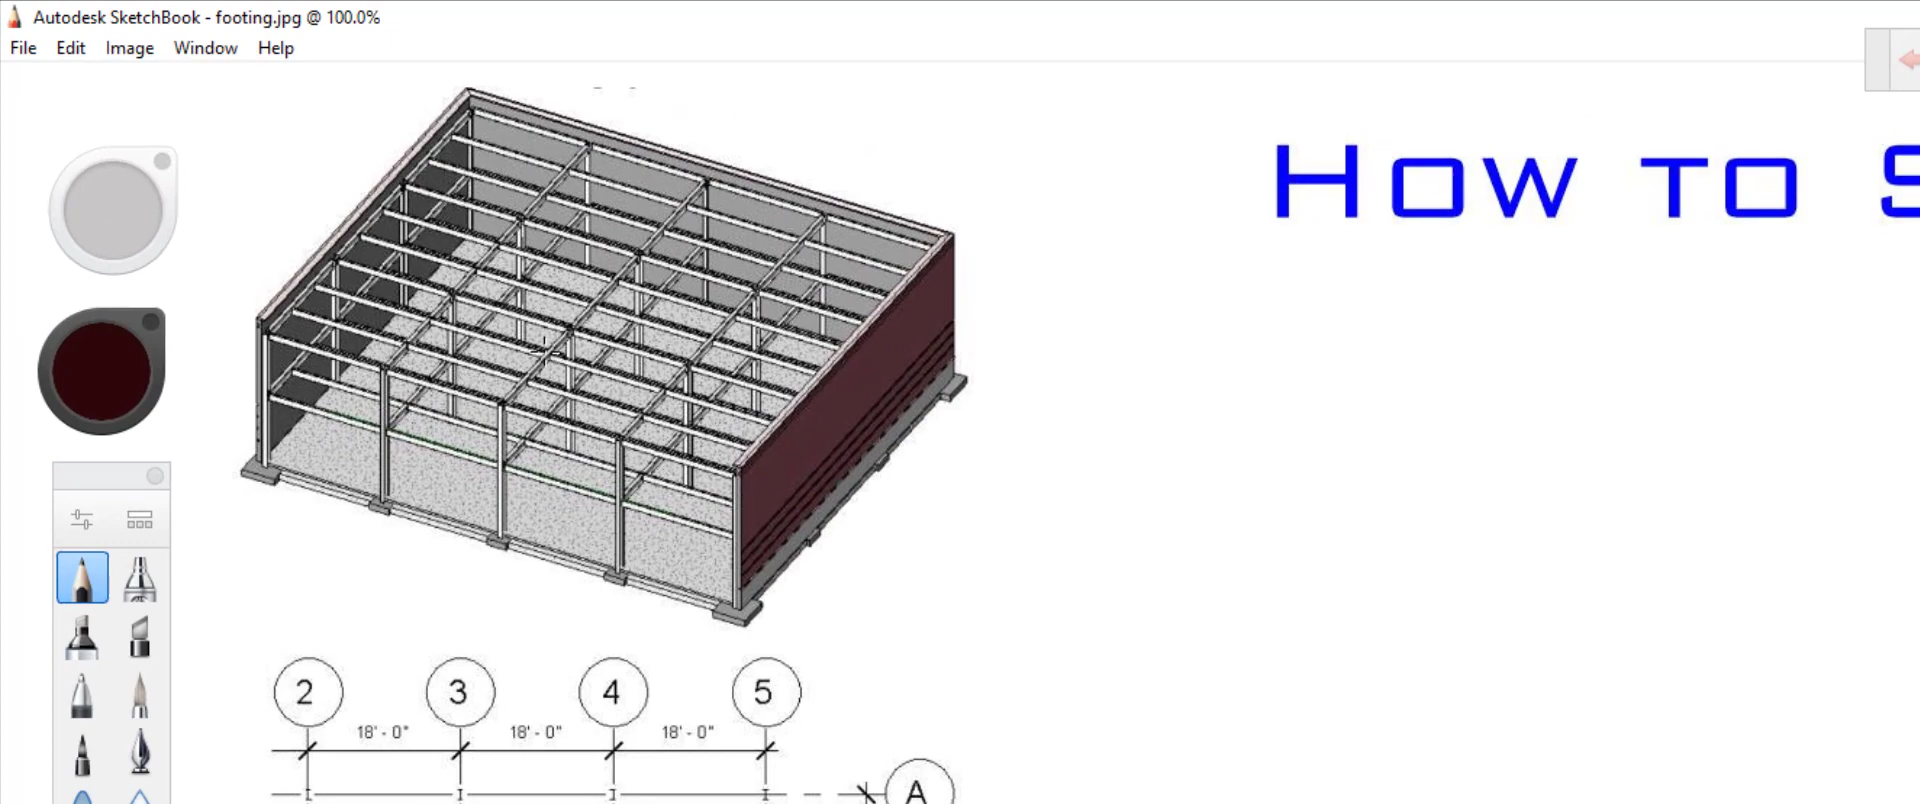 Autodesk SketchBook - footing.jpg @ 100.0%
File Edit Image Window Help
HOW TO S
2 3 4 5
18' - 0" 18' - 0" 18' - 0"
A